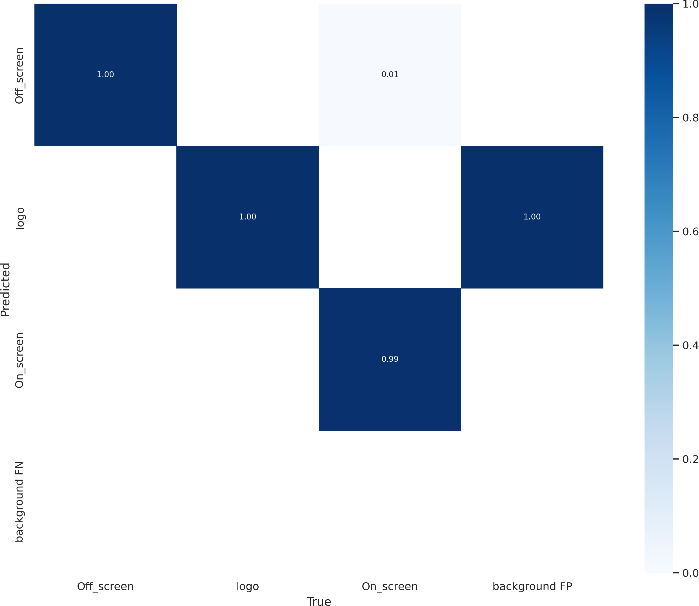 Off_screen
1.00
0.01
1.0
0.8
logo
1.00
1.00
0.6
Predicted
On_screen
0.99
0.4
0.2
background FN
0.0
Off_screen
logo
On_screen
background FP
True